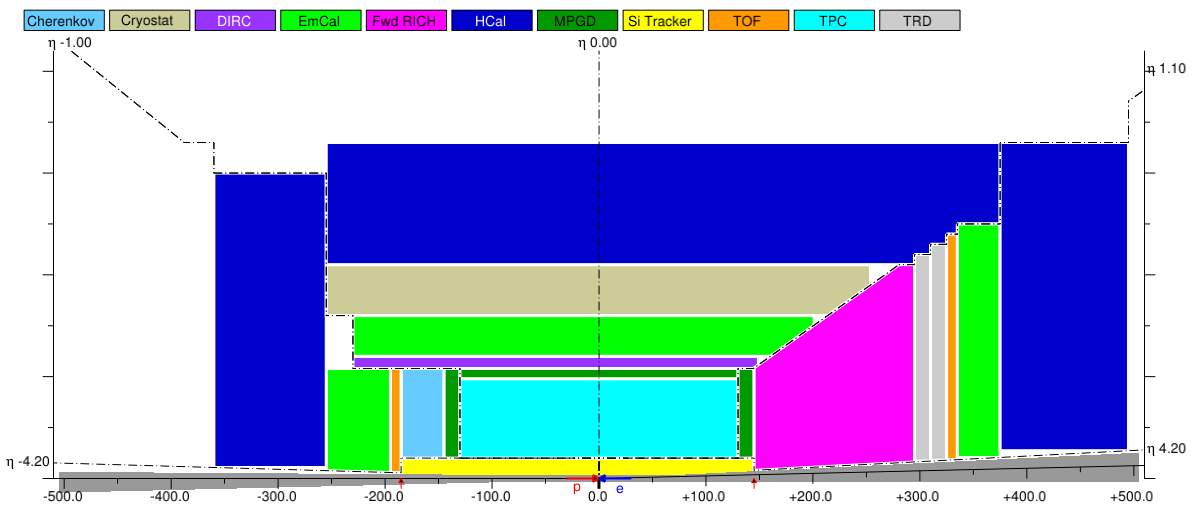 Cherenkov Cryostat DIRC EmCal Fwd RICH HCal MPGD Si Tracker TOF TPC TRD
η -1.00 η 0.00
η 1.10
η -4.20 η 4.20
-500.0 -400.0 -300.0 -200.0 -100.0 0.0 +100.0 +200.0 +300.0 +400.0 +500.0
p e